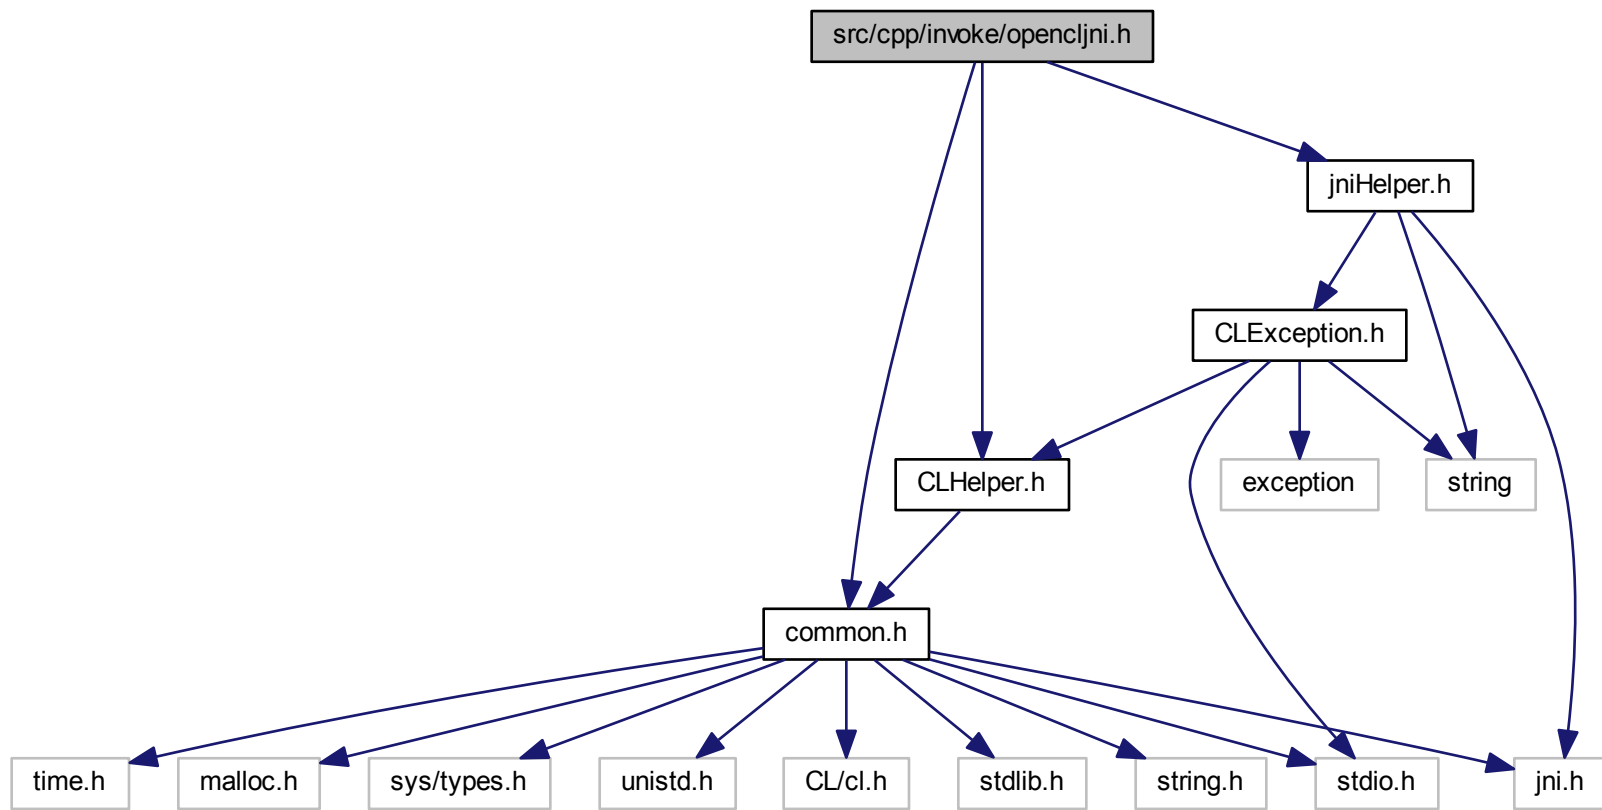 src/cpp/invoke/opencljni.h
jniHelper.h
CLException.h
CLHelper.h
exception
string
common.h
time.h
malloc.h
sys/types.h
unistd.h
CL/cl.h
stdlib.h
string.h
stdio.h
jni.h